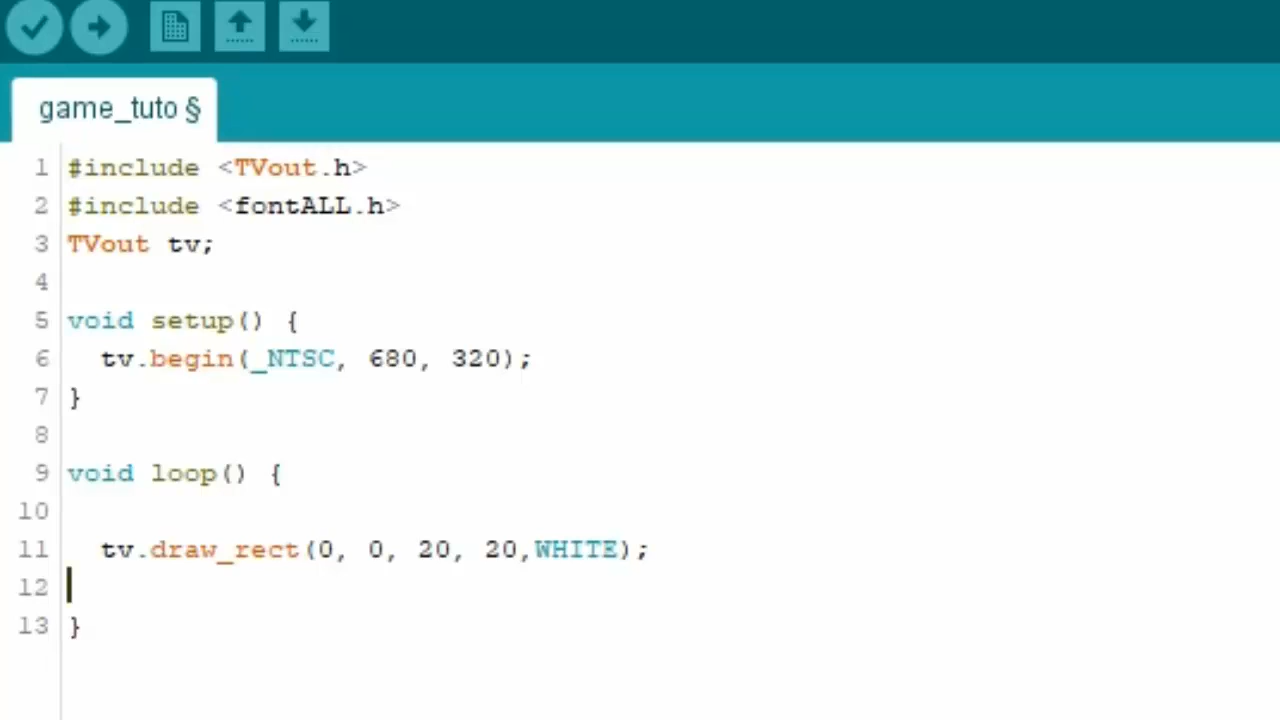 game_tuto §
1 #include <TVout.h>
2 #include <fontALL.h>
3 TVout tv;
4
5 void setup() {
6   tv.begin(_NTSC, 680, 320);
7 }
8
9 void loop() {
10
11   tv.draw_rect(0, 0, 20, 20,WHITE);
12
13 }